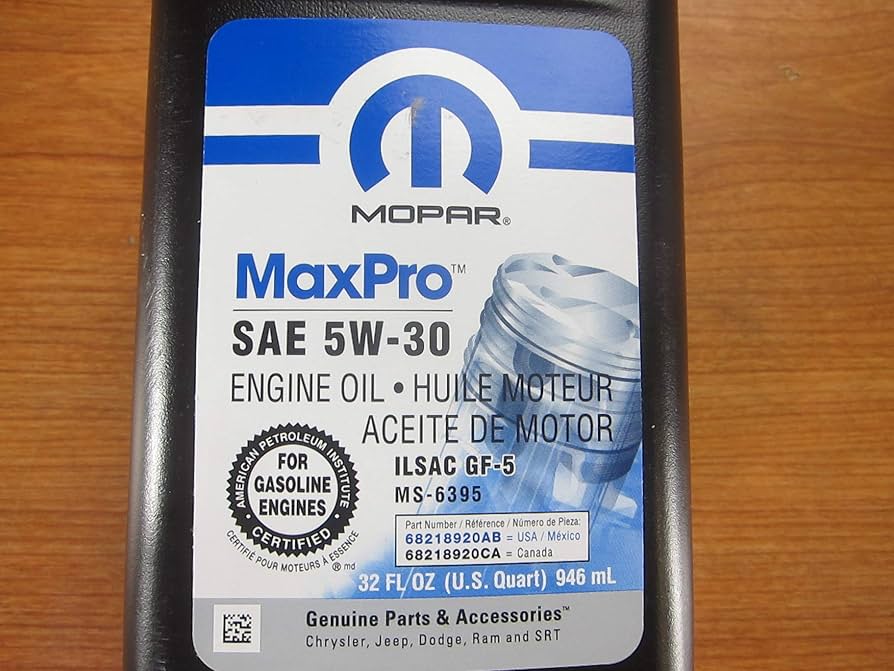 MOPAR®
MaxPro™
SAE 5W-30
ENGINE OIL • HUILE MOTEUR
ACEITE DE MOTOR
ILSAC GF-5
MS-6395
AMERICAN PETROLEUM INSTITUTE
FOR
GASOLINE
ENGINES
• CERTIFIED •
CERTIFIÉ POUR MOTEURS À ESSENCE
® md
Part Number / Référence / Número de Pieza:
68218920AB = USA / México
68218920CA = Canada
32 FL OZ (U.S. Quart) 946 mL
Genuine Parts & Accessories™
Chrysler, Jeep, Dodge, Ram and SRT